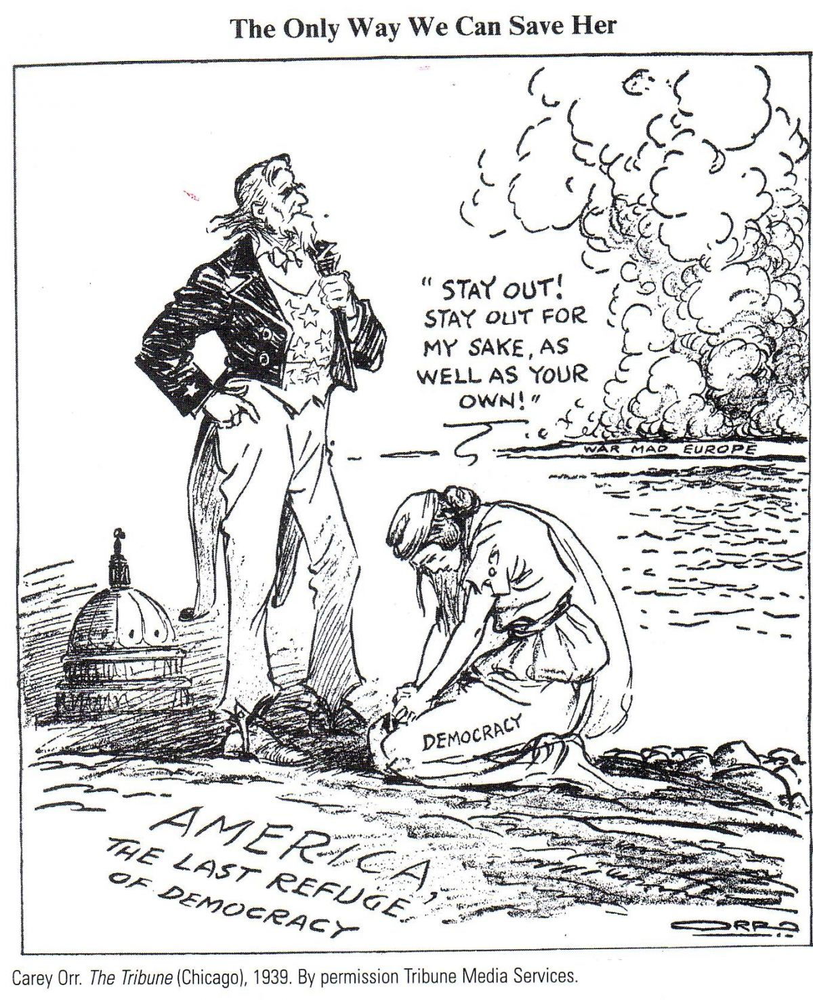 The Only Way We Can Save Her
" STAY OUT!
STAY OUT FOR
MY SAKE, AS
WELL AS YOUR
OWN! "
WAR MAD EUROPE
DEMOCRACY
AMERICA,
THE LAST REFUGE
OF DEMOCRACY
ORR
Carey Orr. The Tribune (Chicago), 1939. By permission Tribune Media Services.